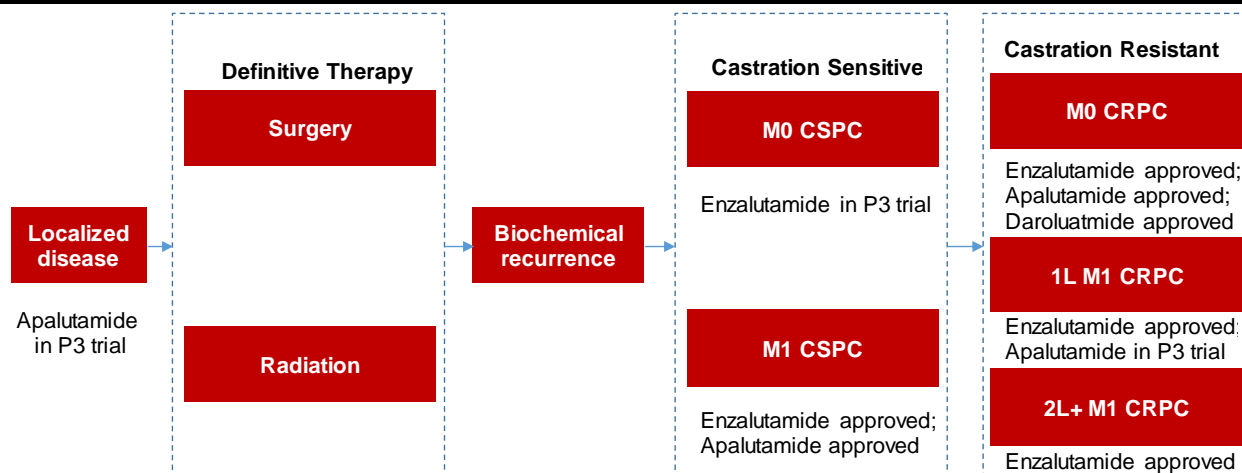 Localized
disease
Apalutamide
in P3 trial
Definitive Therapy
Surgery
Radiation
Biochemical
recurrence
Castration Sensitive
M0 CSPC
Enzalutamide in P3 trial
M1 CSPC
Enzalutamide approved;
Apalutamide approved
Castration Resistant
M0 CRPC
Enzalutamide approved;
Apalutamide approved;
Daroluatmide approved
1L M1 CRPC
Enzalutamide approved;
Apalutamide in P3 trial
2L+ M1 CRPC
Enzalutamide approved